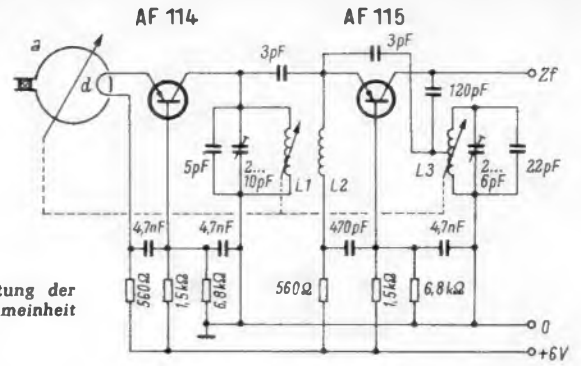 AF 114
AF 115
a
d
3pF
3pF
Zf
120pF
5pF
2...
10pF
L1
L2
L3
2...
6pF
22pF
4,7nF
4,7nF
470pF
4,7nF
560Ω
1,5kΩ
6,8kΩ
560Ω
1,5kΩ
6,8kΩ
tung der
meinheit
0
+6V